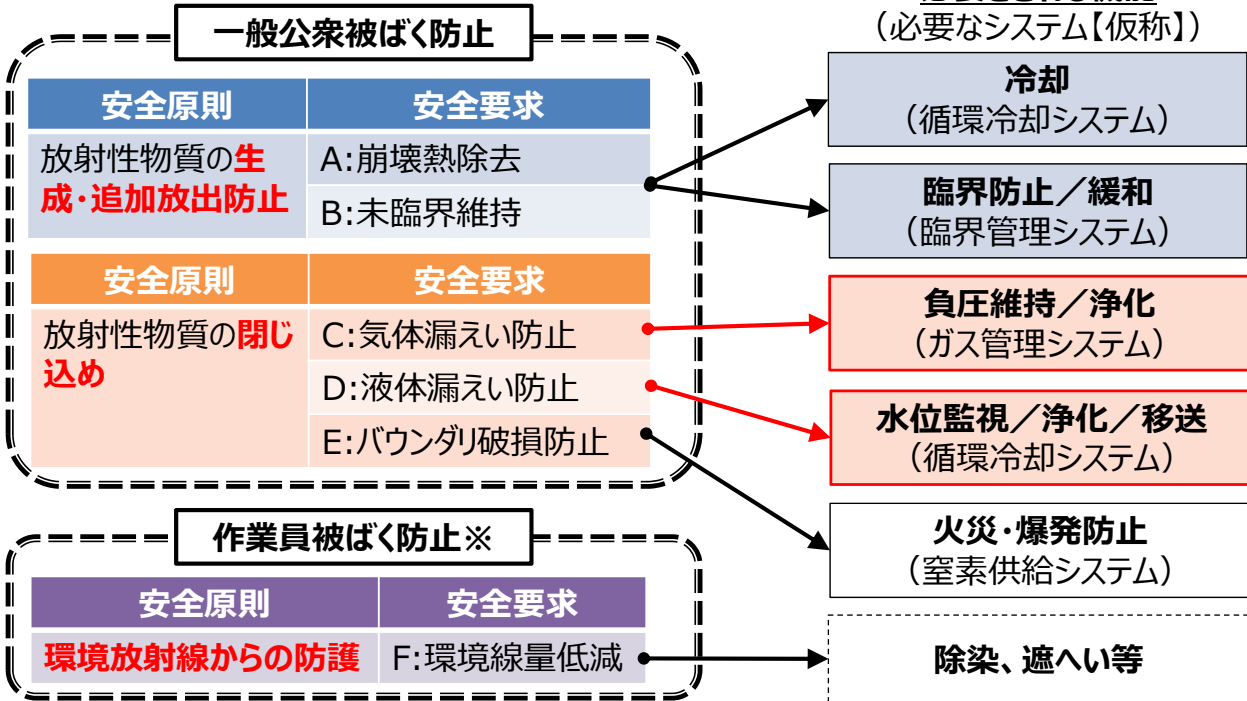 一般公衆被ばく防止
安全原則 安全要求
放射性物質の生
成・追加放出防止
A:崩壊熱除去
B:未臨界維持
安全原則 安全要求
放射性物質の閉じ
込め
C:気体漏えい防止
D:液体漏えい防止
E:バウンダリ破損防止
作業員被ばく防止※
安全原則 安全要求
環境放射線からの防護 F:環境線量低減
（必要なシステム【仮称】）
冷却
（循環冷却システム）
臨界防止／緩和
（臨界管理システム）
負圧維持／浄化
（ガス管理システム）
水位監視／浄化／移送
（循環冷却システム）
火災・爆発防止
（窒素供給システム）
除染、遮へい等